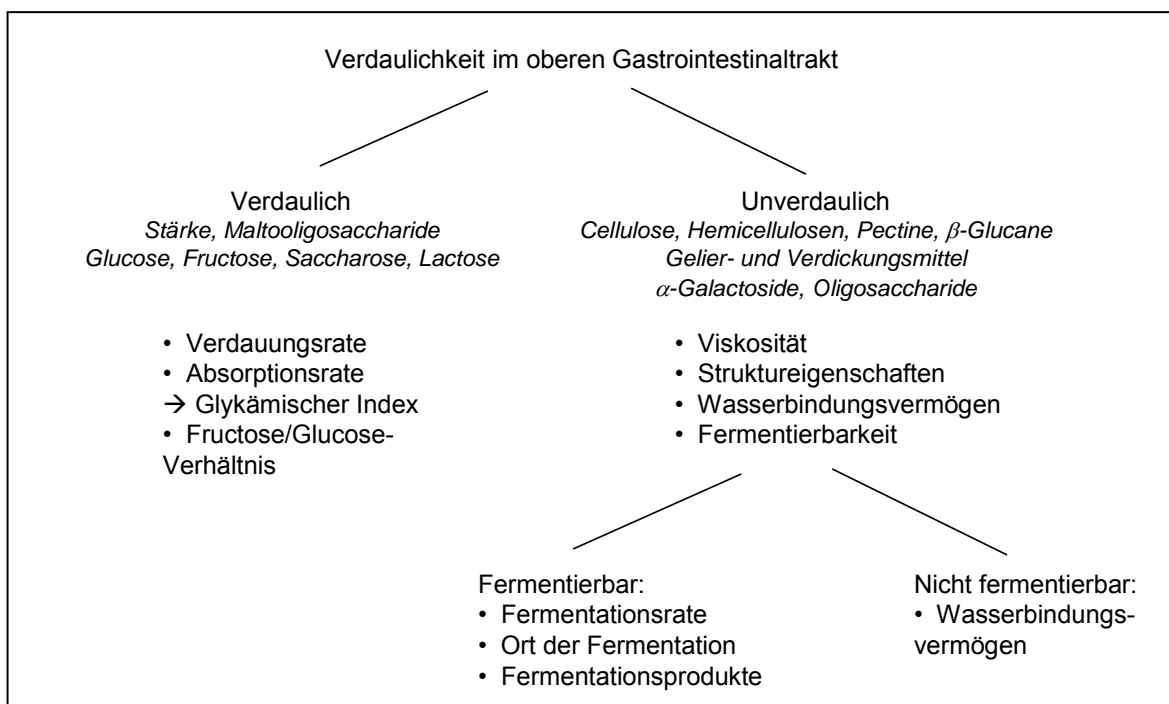 Verdaulichkeit im oberen Gastrointestinaltrakt
Verdaulich
Stärke, Maltooligosaccharide
Glucose, Fructose, Saccharose, Lactose
• Verdauungsrate
• Absorptionsrate
→ Glykämischer Index
• Fructose/Glucose-
Verhältnis
Unverdaulich
Cellulose, Hemicellulosen, Pectine, β-Glucane
Gelier- und Verdickungsmittel
α-Galactoside, Oligosaccharide
• Viskosität
• Struktureigenschaften
• Wasserbindungsvermögen
• Fermentierbarkeit
Fermentierbar:
• Fermentationsrate
• Ort der Fermentation
• Fermentationsprodukte
Nicht fermentierbar:
• Wasserbindungs-
vermögen